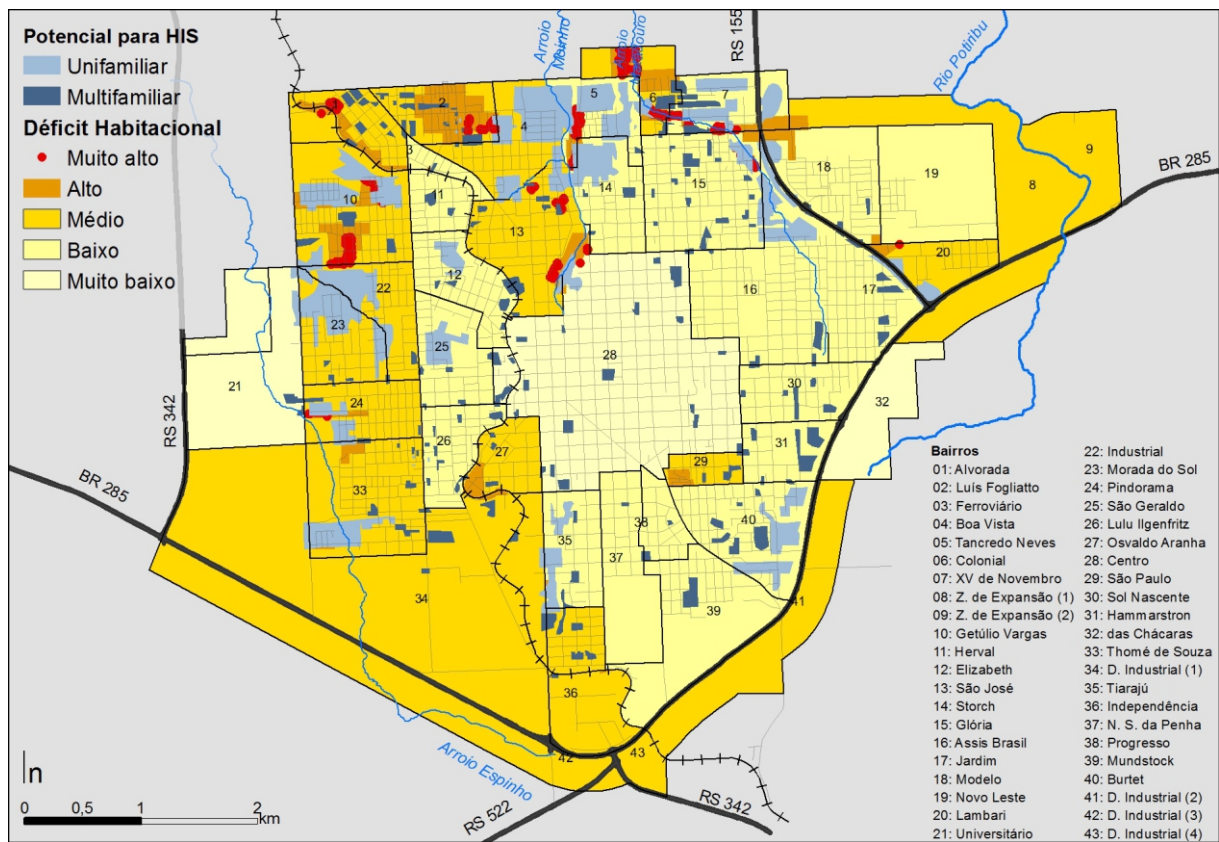 Potencial para HIS
Unifamiliar
Multifamiliar
Déficit Habitacional
Muito alto
Alto
Médio
Baixo
Muito baixo
Arroio
Moinho
Arroio
RS 155
Rio Potiribu
BR 285
RS 342
BR 285
Arroio Espinho
RS 522
RS 342
2
3
4
5
6
7
8
9
10
11
12
13
14
15
16
17
18
19
20
21
22
23
24
25
26
27
28
29
30
31
32
33
34
35
36
37
38
39
40
41
42
43
n
0 0,5 1 2
km
Bairros
01: Alvorada
02: Luís Fogliatto
03: Ferroviário
04: Boa Vista
05: Tancredo Neves
06: Colonial
07: XV de Novembro
08: Z. de Expansão (1)
09: Z. de Expansão (2)
10: Getúlio Vargas
11: Herval
12: Elizabeth
13: São José
14: Storch
15: Glória
16: Assis Brasil
17: Jardim
18: Modelo
19: Novo Leste
20: Lambari
21: Universitário
22: Industrial
23: Morada do Sol
24: Pindorama
25: São Geraldo
26: Lulu Ilgenfritz
27: Osvaldo Aranha
28: Centro
29: São Paulo
30: Sol Nascente
31: Hammarstron
32: das Chácaras
33: Thomé de Souza
34: D. Industrial (1)
35: Tiarajú
36: Independência
37: N. S. da Penha
38: Progresso
39: Mundstock
40: Burtet
41: D. Industrial (2)
42: D. Industrial (3)
43: D. Industrial (4)